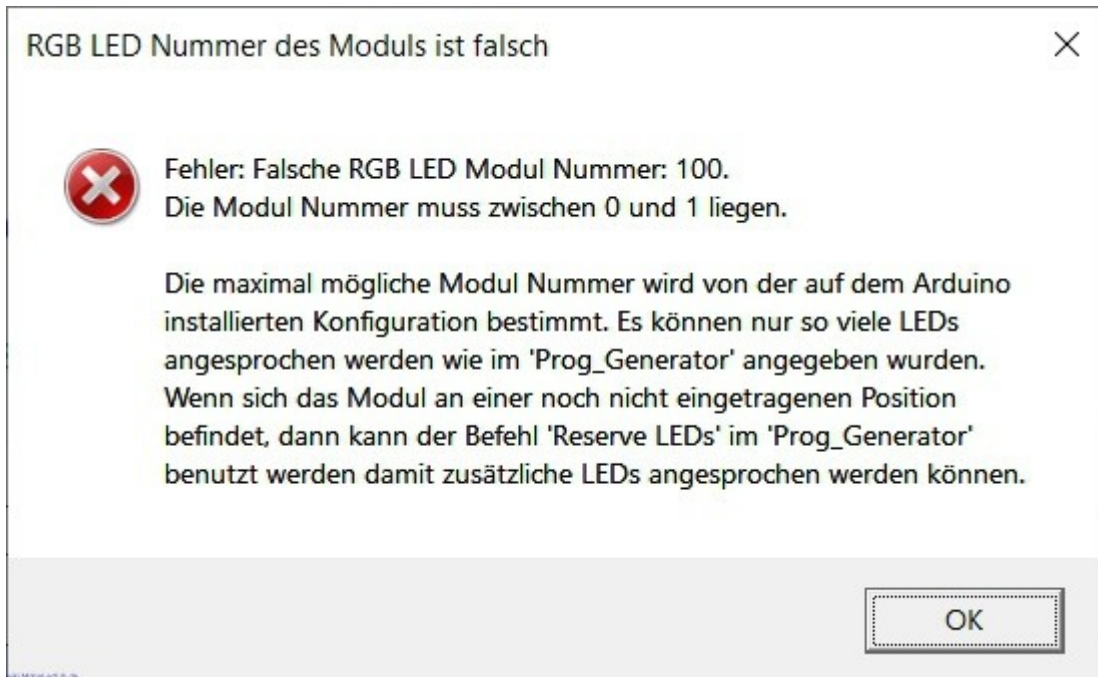 RGB LED Nummer des Moduls ist falsch
Fehler: Falsche RGB LED Modul Nummer: 100.
Die Modul Nummer muss zwischen 0 und 1 liegen.
Die maximal mögliche Modul Nummer wird von der auf dem Arduino
installierten Konfiguration bestimmt. Es können nur so viele LEDs
angesprochen werden wie im 'Prog_Generator' angegeben wurden.
Wenn sich das Modul an einer noch nicht eingetragenen Position
befindet, dann kann der Befehl 'Reserve LEDs' im 'Prog_Generator'
benutzt werden damit zusätzliche LEDs angesprochen werden können.
OK